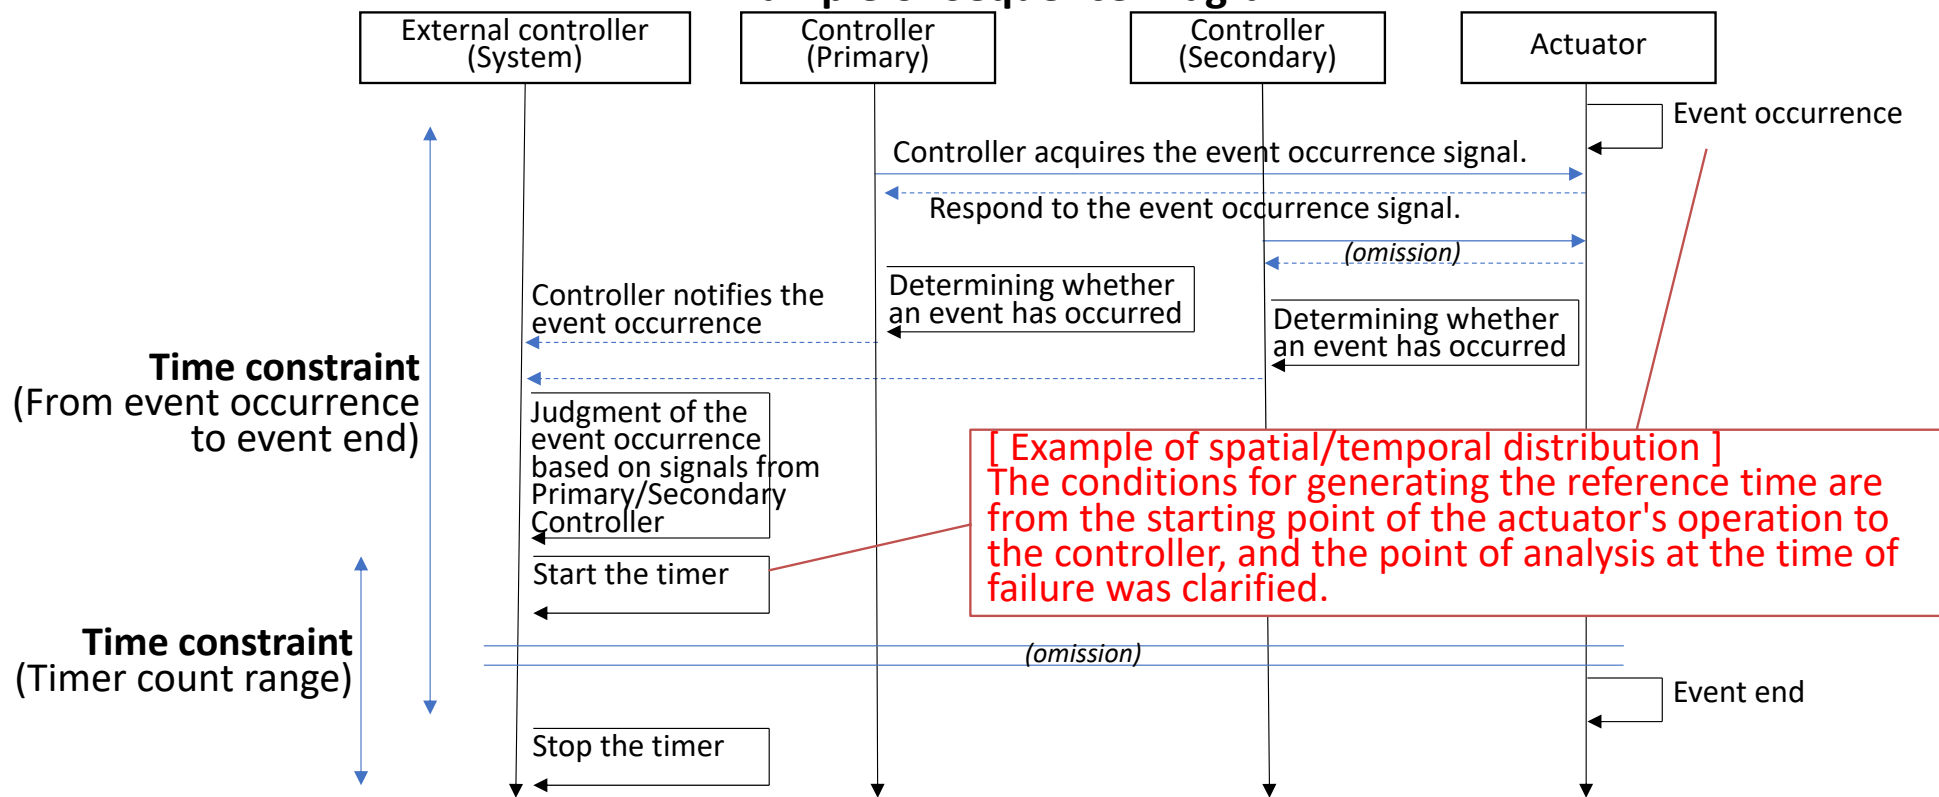 External controller
(System)
Controller
(Primary)
Controller
(Secondary)
Actuator
Event occurrence
Controller acquires the event occurrence signal.
Respond to the event occurrence signal.
(omission)
Determining whether
an event has occurred
Controller notifies the
event occurrence
Determining whether
an event has occurred
Time constraint
(From event occurrence
to event end)
Judgment of the
event occurrence
based on signals from
Primary/Secondary
Controller
[ Example of spatial/temporal distribution ]
The conditions for generating the reference time are
from the starting point of the actuator's operation to
the controller, and the point of analysis at the time of
failure was clarified.
Start the timer
Time constraint
(Timer count range)
(omission)
Event end
Stop the timer